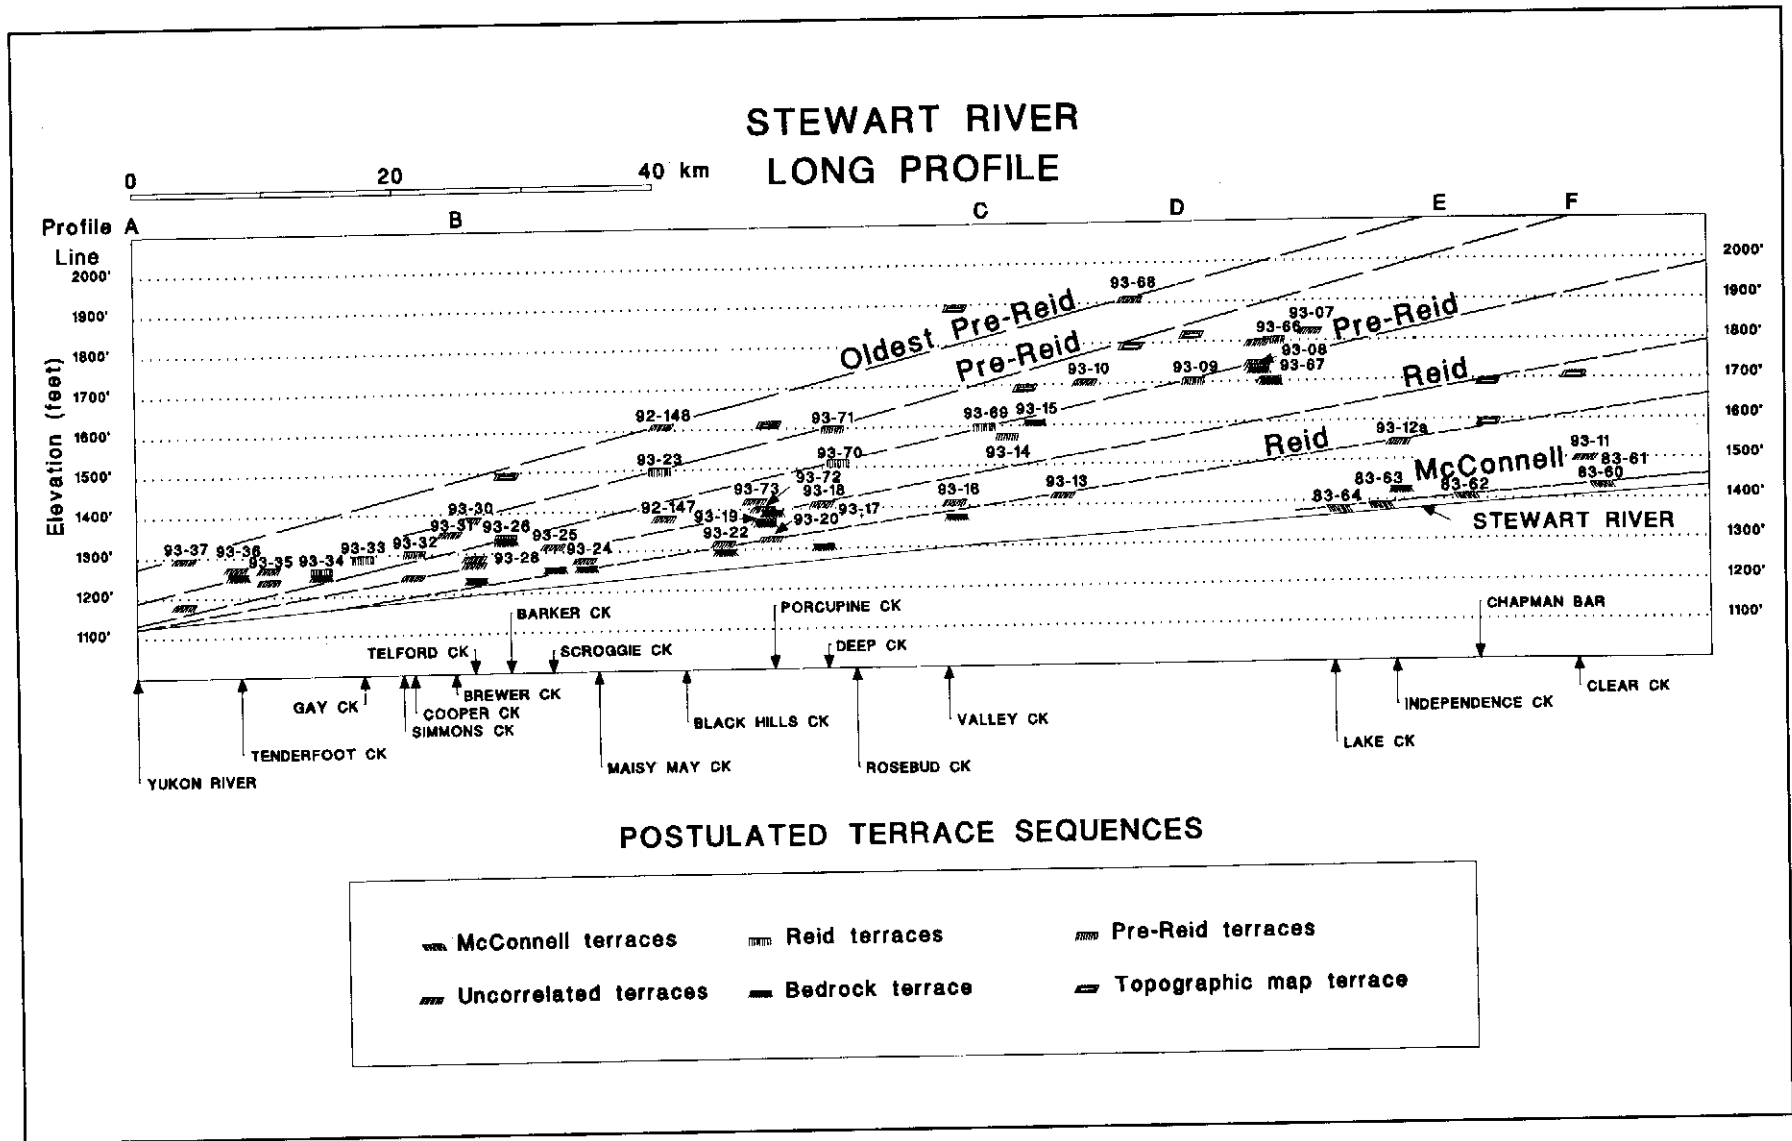 STEWART RIVER
LONG PROFILE
0 20 40 km
Profile A B C D E F
Line
2000' 2000'
1900' 1900'
1800' 1800'
1700' 1700'
1600' 1600'
1500' 1500'
1400' 1400'
1300' 1300'
1200' 1200'
1100' 1100'
Elevation (feet)
Oldest Pre-Reid
Pre-Reid
Pre-Reid
Reid
Reid
McConnell
STEWART RIVER
93-37
93-36
93-35
93-34
93-33
93-32
93-31
93-30
93-26
93-28
93-25
93-24
92-148
93-23
92-147
93-19
93-22
93-73
93-72
93-18
93-17
93-20
93-71
93-70
93-16
93-69
93-15
93-14
93-13
93-10
93-68
93-09
93-66
93-07
93-08
93-67
93-12a
83-64
83-63
83-62
93-11
83-61
83-60
BARKER CK
PORCUPINE CK
CHAPMAN BAR
TELFORD CK
SCROGGIE CK
DEEP CK
GAY CK
BREWER CK
COOPER CK
SIMMONS CK
BLACK HILLS CK
VALLEY CK
INDEPENDENCE CK
CLEAR CK
TENDERFOOT CK
LAKE CK
MAISY MAY CK
ROSEBUD CK
YUKON RIVER
POSTULATED TERRACE SEQUENCES
McConnell terraces
Reid terraces
Pre-Reid terraces
Uncorrelated terraces
Bedrock terrace
Topographic map terrace